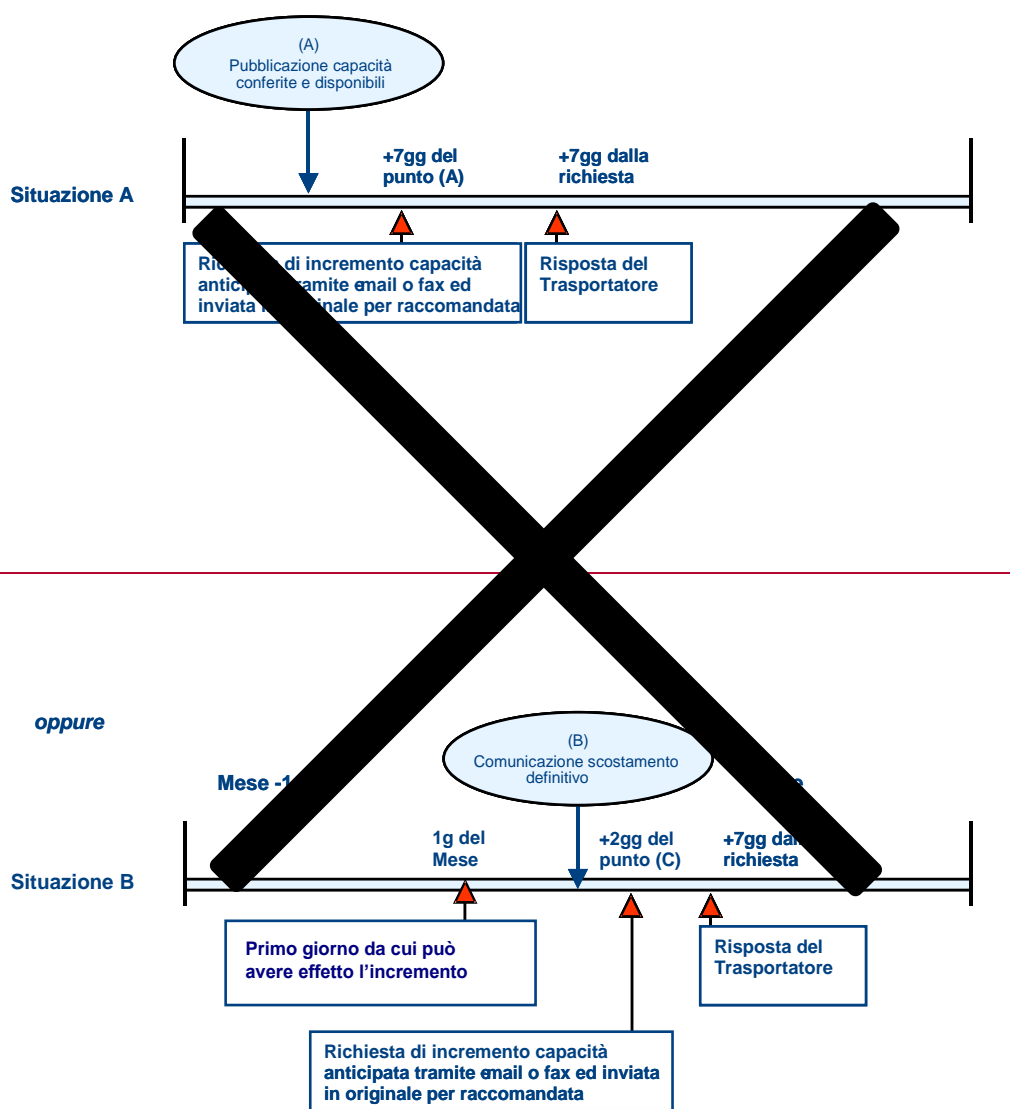 (A)
Pubblicazione capacità
conferite e disponibili
+7gg del
punto (A)
+7gg dalla
richiesta
Situazione A
di incremento capacità
tramite email o fax ed
inviata per raccomandata
Risposta del
Trasportatore
oppure
(B)
Comunicazione scostamento
definitivo
Mese -1
1g del
Mese
+2gg del
punto (C)
+7gg
richiesta
Situazione B
Primo giorno da cui può
avere effetto l'incremento
Risposta del
Trasportatore
Richiesta di incremento capacità
anticipata tramite email o fax ed inviata
in originale per raccomandata